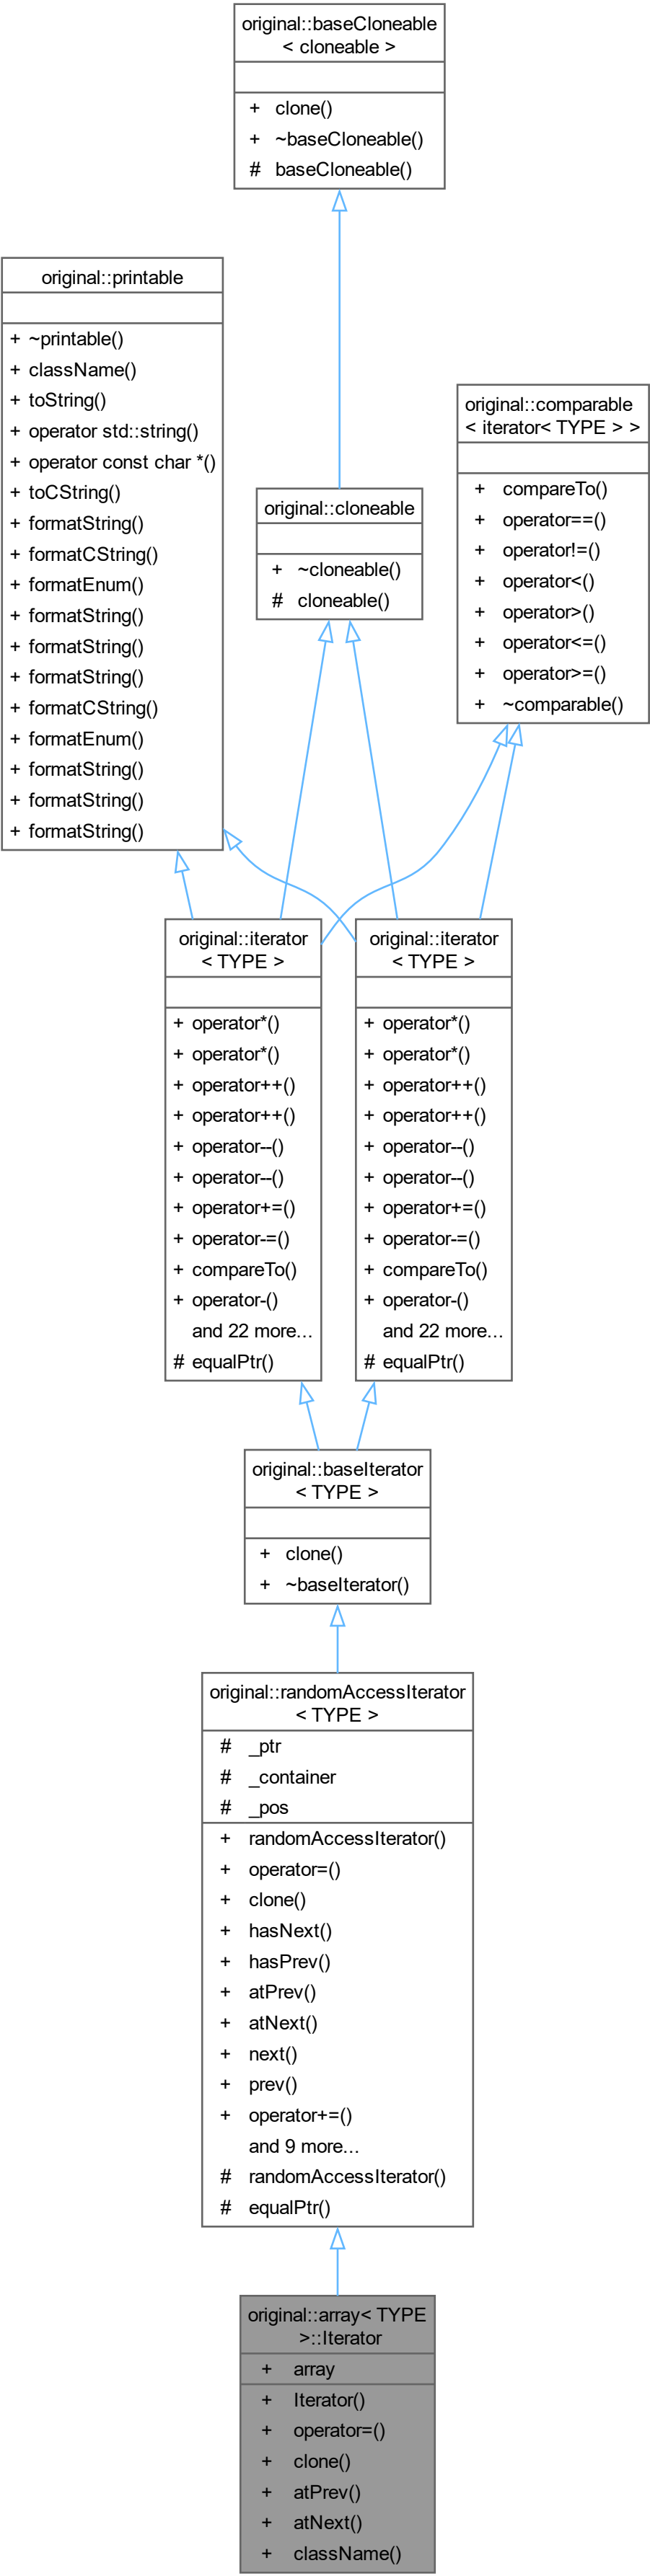 original::baseCloneable
< cloneable >
+ clone()
+ ~baseCloneable()
# baseCloneable()
original::printable
+ ~printable()
+ className()
+ toString()
+ operator std::string()
+ operator const char *()
+ toCString()
+ formatString()
+ formatCString()
+ formatEnum()
+ formatString()
+ formatString()
+ formatString()
+ formatCString()
+ formatEnum()
+ formatString()
+ formatString()
+ formatString()
original::cloneable
+ ~cloneable()
# cloneable()
original::comparable
< iterator< TYPE > >
+ compareTo()
+ operator==()
+ operator!=()
+ operator<()
+ operator>()
+ operator<=()
+ operator>=()
+ ~comparable()
original::iterator
< TYPE >
+ operator*()
+ operator*()
+ operator++()
+ operator++()
+ operator--()
+ operator--()
+ operator+=()
+ operator-=()
+ compareTo()
+ operator-()
and 22 more...
# equalPtr()
original::iterator
< TYPE >
+ operator*()
+ operator*()
+ operator++()
+ operator++()
+ operator--()
+ operator--()
+ operator+=()
+ operator-=()
+ compareTo()
+ operator-()
and 22 more...
# equalPtr()
original::baseIterator
< TYPE >
+ clone()
+ ~baseIterator()
original::randomAccessIterator
< TYPE >
# _ptr
# _container
# _pos
+ randomAccessIterator()
+ operator=()
+ clone()
+ hasNext()
+ hasPrev()
+ atPrev()
+ atNext()
+ next()
+ prev()
+ operator+=()
and 9 more...
# randomAccessIterator()
# equalPtr()
original::array< TYPE
>::Iterator
+ array
+ Iterator()
+ operator=()
+ clone()
+ atPrev()
+ atNext()
+ className()